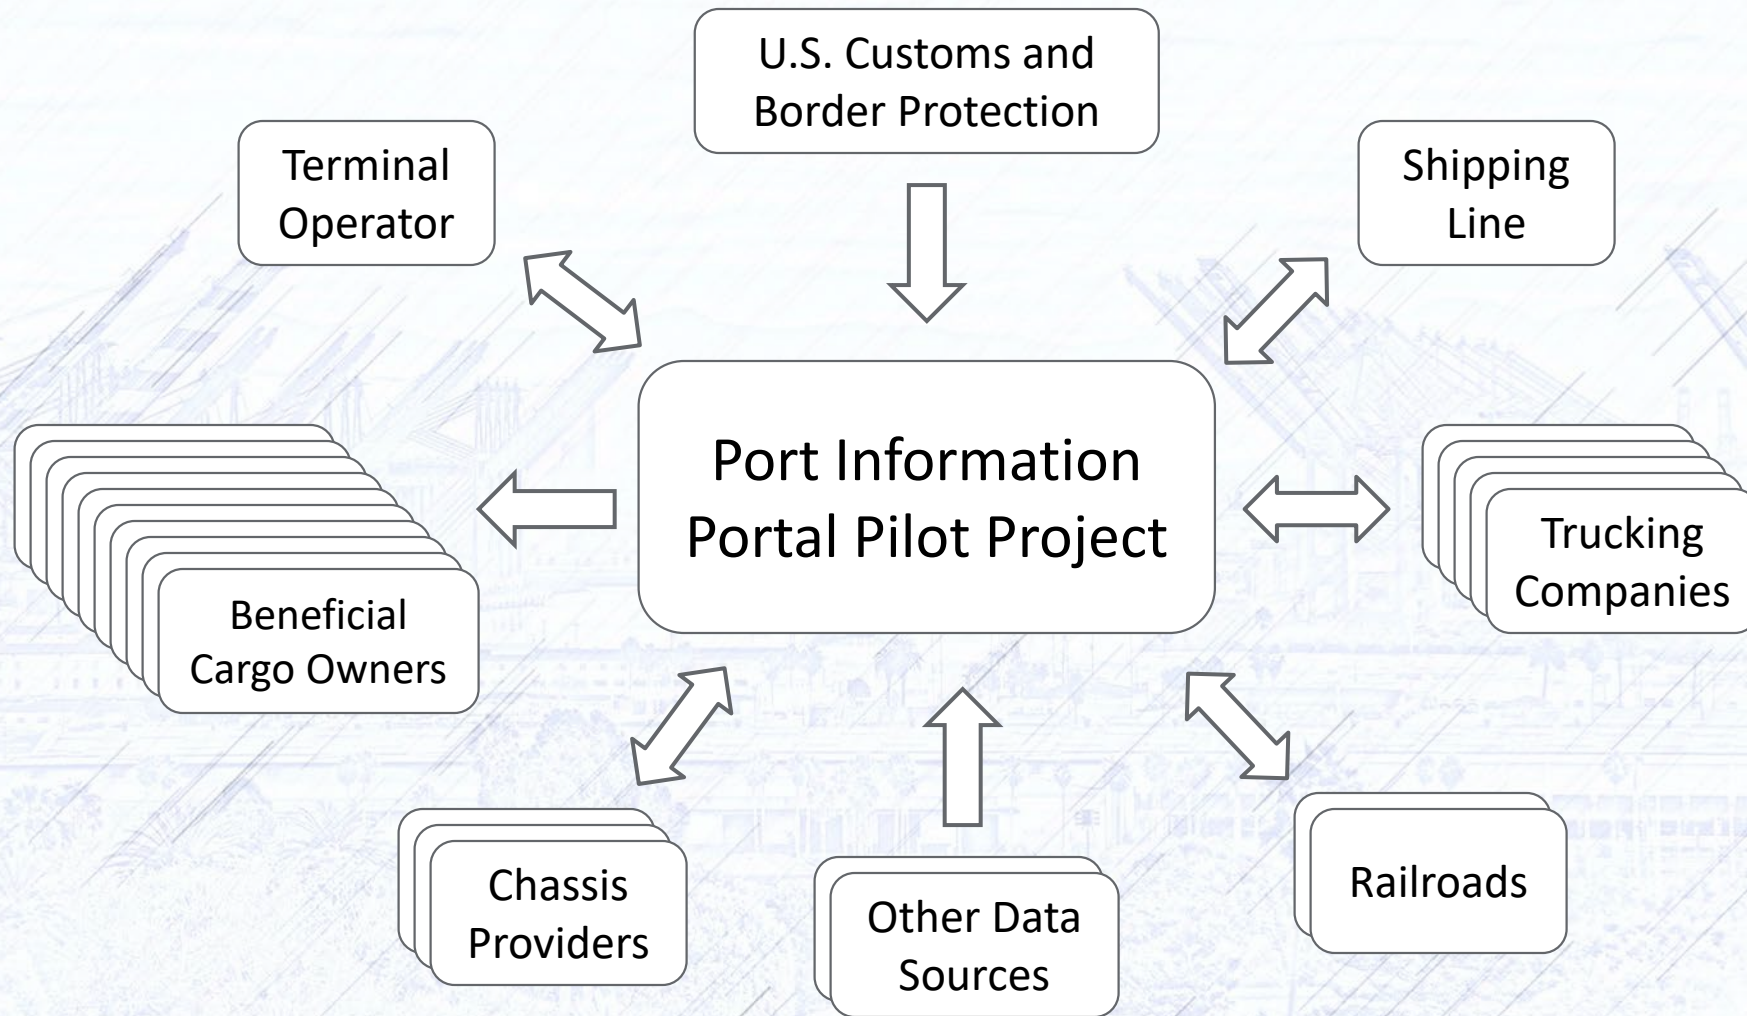 U.S. Customs and
Border Protection
Terminal
Operator
Shipping
Line
Port Information
Portal Pilot Project
Trucking
Companies
Beneficial
Cargo Owners
Chassis
Providers
Other Data
Sources
Railroads